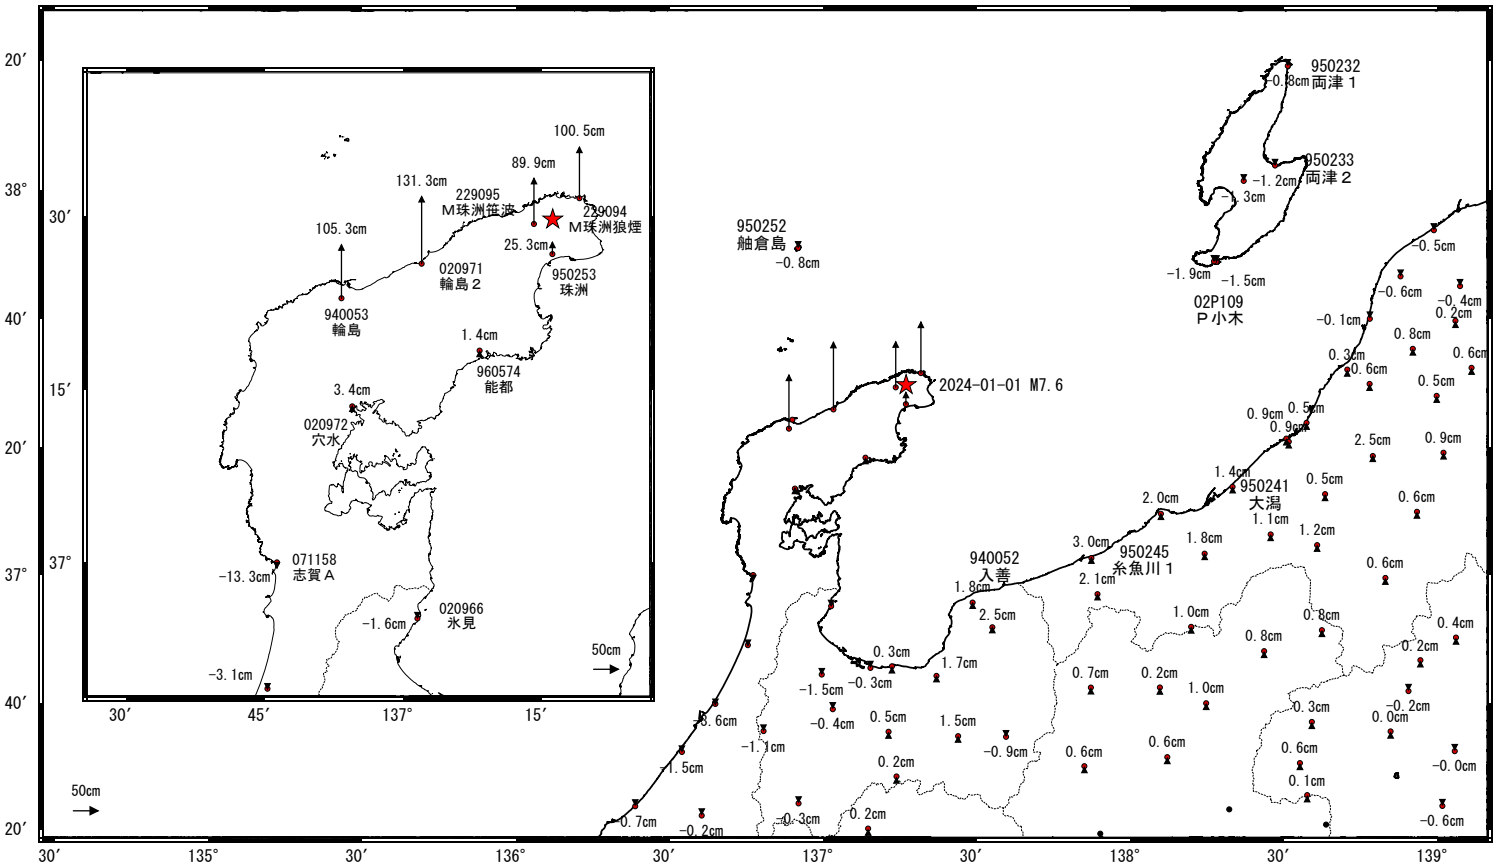 20′
38°
40′
20′
37°
40′
20′
30′
135°
30′
136°
30′
137°
30′
138°
30′
139°
30′
15′
37°
30′
45′
137°
15′
100.5cm
89.9cm
131.3cm
229095
M珠洲笹波
229094
M珠洲狼煙
105.3cm
25.3cm
020971
輪島2
950253
珠洲
940053
輪島
1.4cm
960574
能都
3.4cm
020972
穴水
071158
志賀A
-13.3cm
020966
氷見
-1.6cm
-3.1cm
50cm
50cm
950232
両津1
-0.8cm
950233
両津2
-1.2cm
-1.3cm
-1.9cm
-1.5cm
02P109
P小木
950252
舳倉島
-0.8cm
2024-01-01 M7.6
-0.5cm
-0.6cm
-0.4cm
0.2cm
-0.1cm
0.8cm
0.3cm
0.6cm
0.6cm
0.5cm
0.9cm
0.5cm
0.9cm
2.5cm
0.9cm
1.4cm
950241
大潟
0.5cm
2.0cm
0.6cm
1.1cm
1.2cm
3.0cm
950245
糸魚川1
1.8cm
940052
入善
1.8cm
2.1cm
0.6cm
2.5cm
1.0cm
0.8cm
0.4cm
0.8cm
0.3cm
1.7cm
0.2cm
-1.5cm
-0.3cm
0.7cm
0.2cm
1.0cm
-0.2cm
-3.6cm
-0.4cm
0.5cm
1.5cm
0.3cm
0.0cm
-1.1cm
-0.9cm
0.6cm
0.6cm
0.6cm
-0.0cm
-1.5cm
0.2cm
0.1cm
-0.7cm
-0.2cm
-0.3cm
0.2cm
-0.6cm